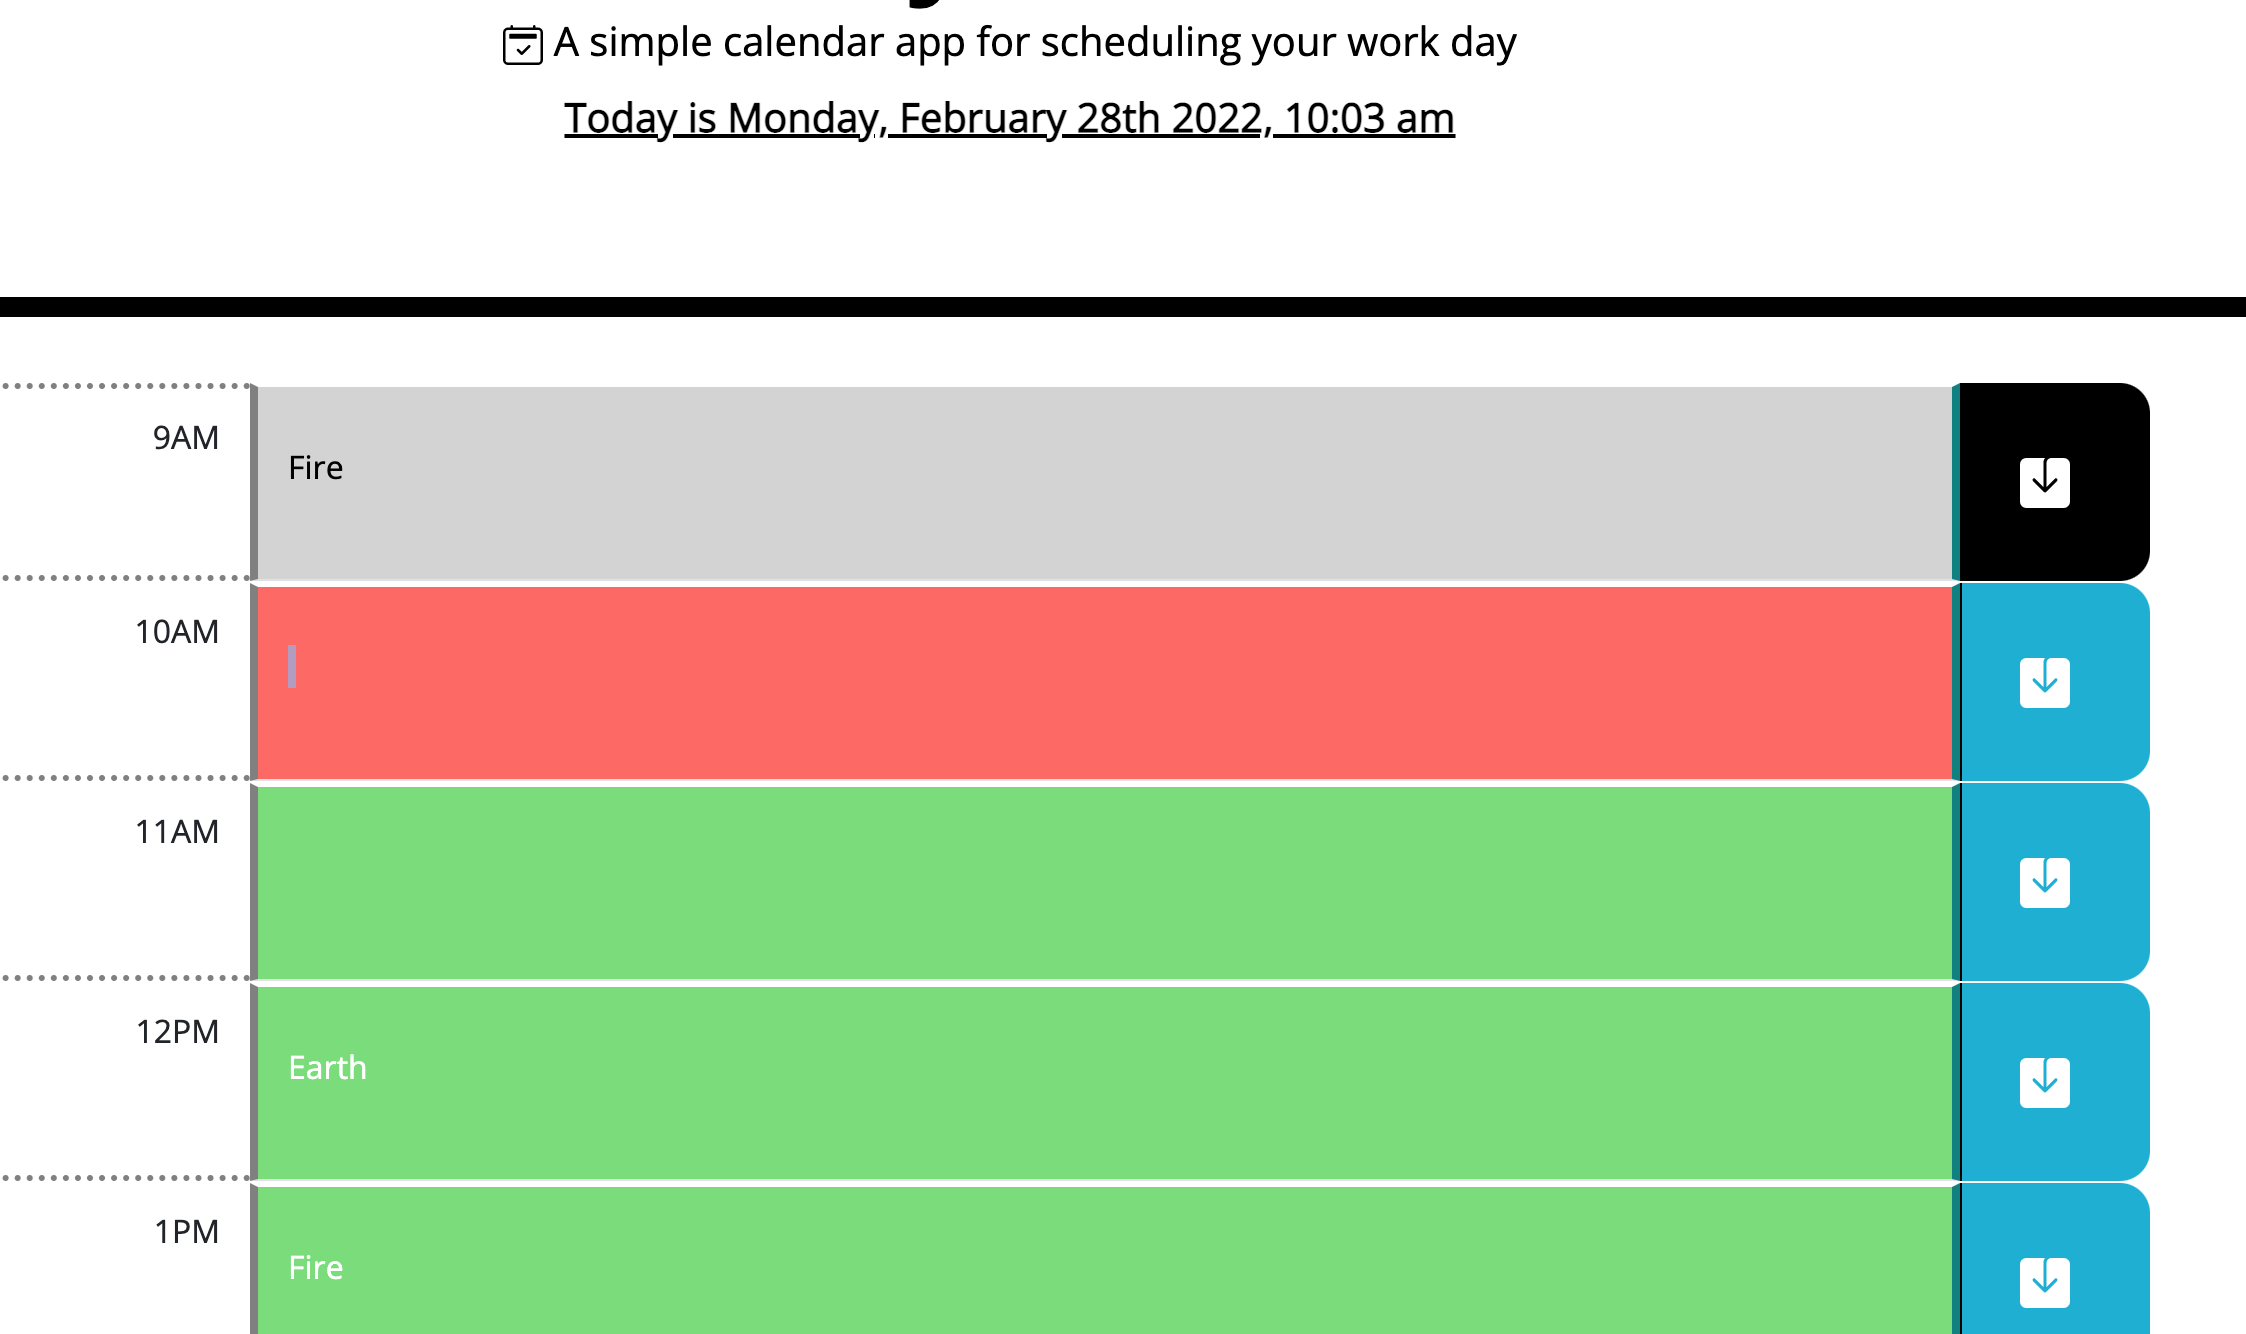 A simple calendar app for scheduling your work day
Today is Monday, February 28th 2022, 10:03 am
9AM
Fire
10AM
11AM
12PM
Earth
1PM
Fire